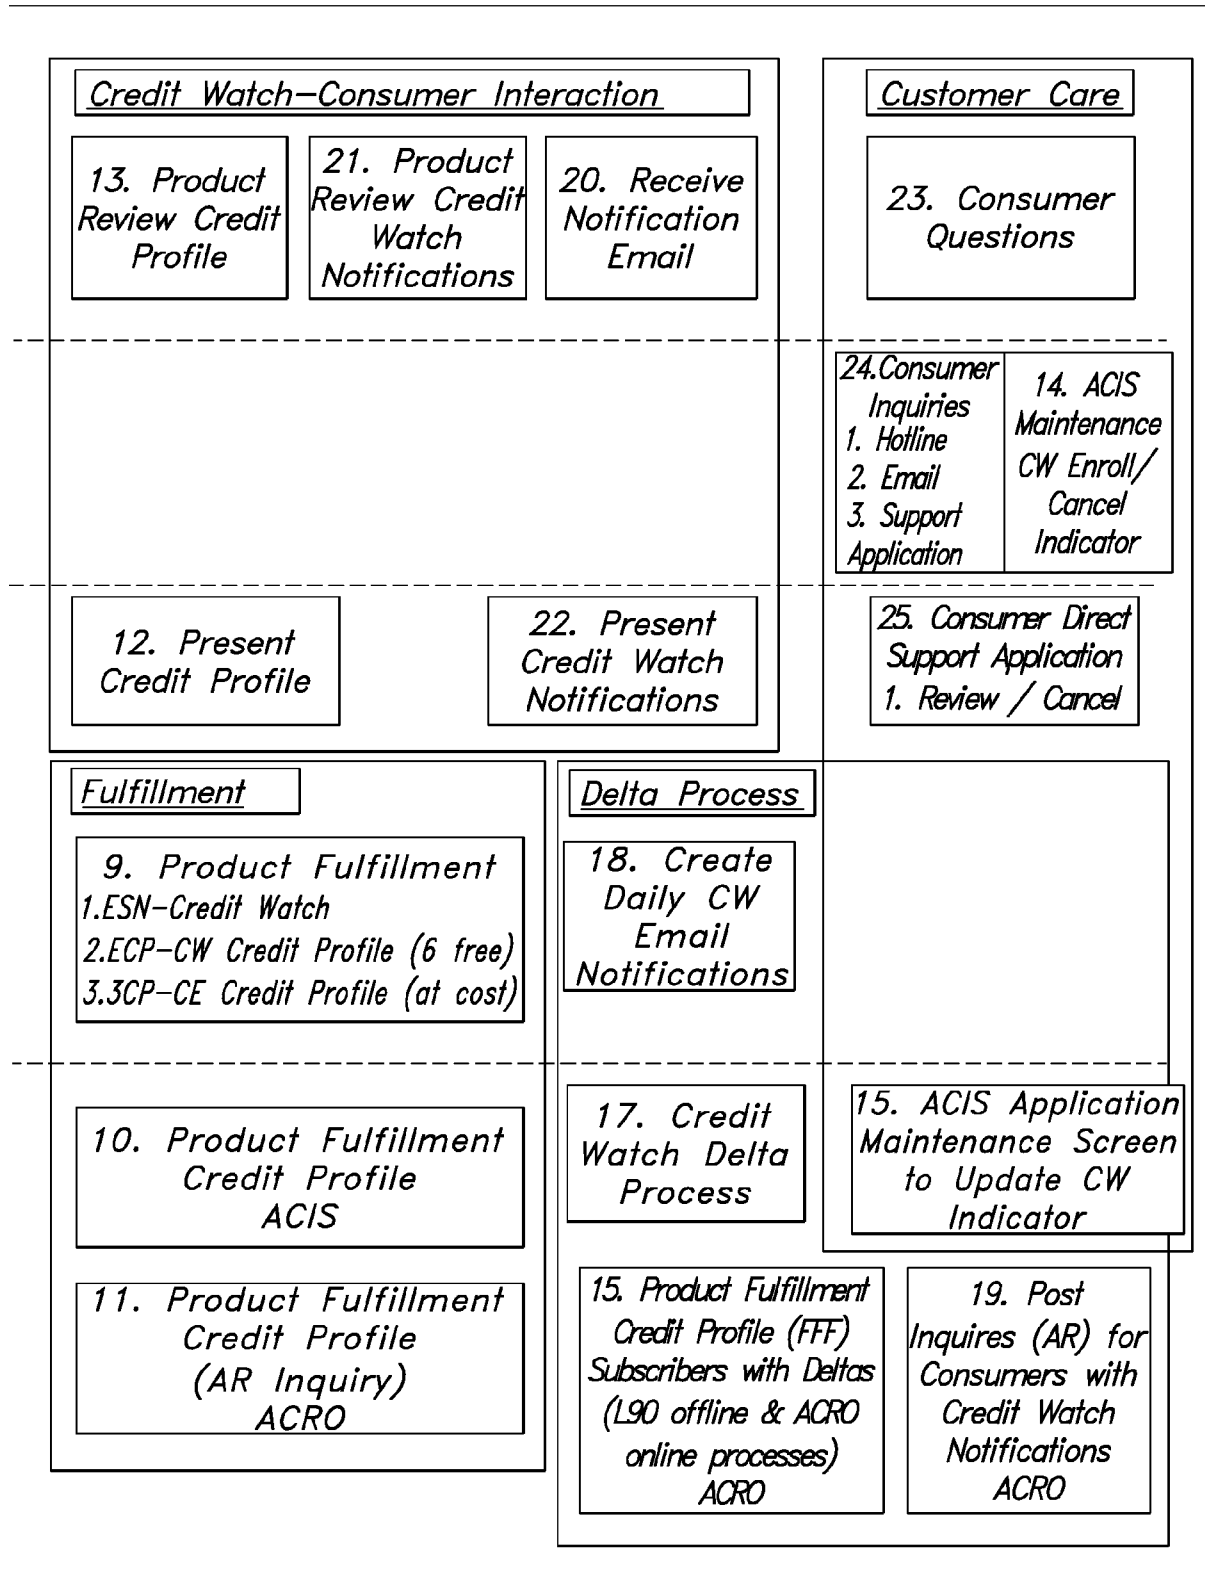 Credit Watch-Consumer Interaction
13. Product
Review Credit
Profile
21. Product
Review Credit
Watch
Notifications
20. Receive
Notification
Email
Customer Care
23. Consumer
Questions
24.Consumer
Inquiries
1. Hotline
2. Email
3. Support
Application
14. ACIS
Maintenance
CW Enroll/
Cancel
Indicator
12. Present
Credit Profile
22. Present
Credit Watch
Notifications
25. Consumer Direct
Support Application
1. Review / Cancel
Fulfillment
9. Product Fulfillment
1.ESN-Credit Watch
2.ECP-CW Credit Profile (6 free)
3.3CP-CE Credit Profile (at cost)
10. Product Fulfillment
Credit Profile
ACIS
11. Product Fulfillment
Credit Profile
(AR Inquiry)
ACRO
Delta Process
18. Create
Daily CW
Email
Notifications
17. Credit
Watch Delta
Process
15. ACIS Application
Maintenance Screen
to Update CW
Indicator
15. Product Fulfillment
Credit Profile (FFF)
Subscribers with Deltas
(L90 offline & ACRO
online processes)
ACRO
19. Post
Inquires (AR) for
Consumers with
Credit Watch
Notifications
ACRO